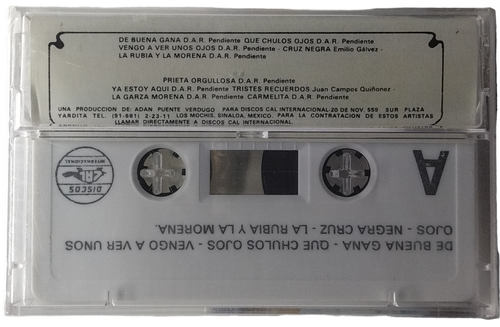 DE BUENA GANA D.A.R. Pendiente QUE CHULOS OJOS D.A.R. Pendiente
VENGO A VER UNOS OJOS D.A.R. Pendiente - CRUZ NEGRA Emilio Gálvez -
LA RUBIA Y LA MORENA D.A.R. Pendiente
PRIETA ORGULLOSA D.A.R. Pendiente
YA ESTOY AQUI D.A.R. Pendiente TRISTES RECUERDOS Juan Campos Quiñonez -
LA GARZA MORENA D.A.R. Pendiente CARMELITA D.A.R. Pendiente
UNA PRODUCCION DE ADAN PUENTE VERDUGO PARA DISCOS CAL INTERNACIONAL-20 DE NOV. 559 SUR PLAZA
YARDITA TEL. (91-681) 2-23-11 LOS MOCHIS, SINALOA, MEXICO. PARA LA CONTRATACION DE ESTOS ARTISTAS
LLAMAR DIRECTAMENTE A DISCOS CAL INTERNACIONAL.
A
DISCOS
CAL
INTERNACIONAL
DE BUENA GANA - QUE CHULOS OJOS - VENGO A VER UNOS
OJOS - NEGRA CRUZ - LA RUBIA Y LA MORENA.